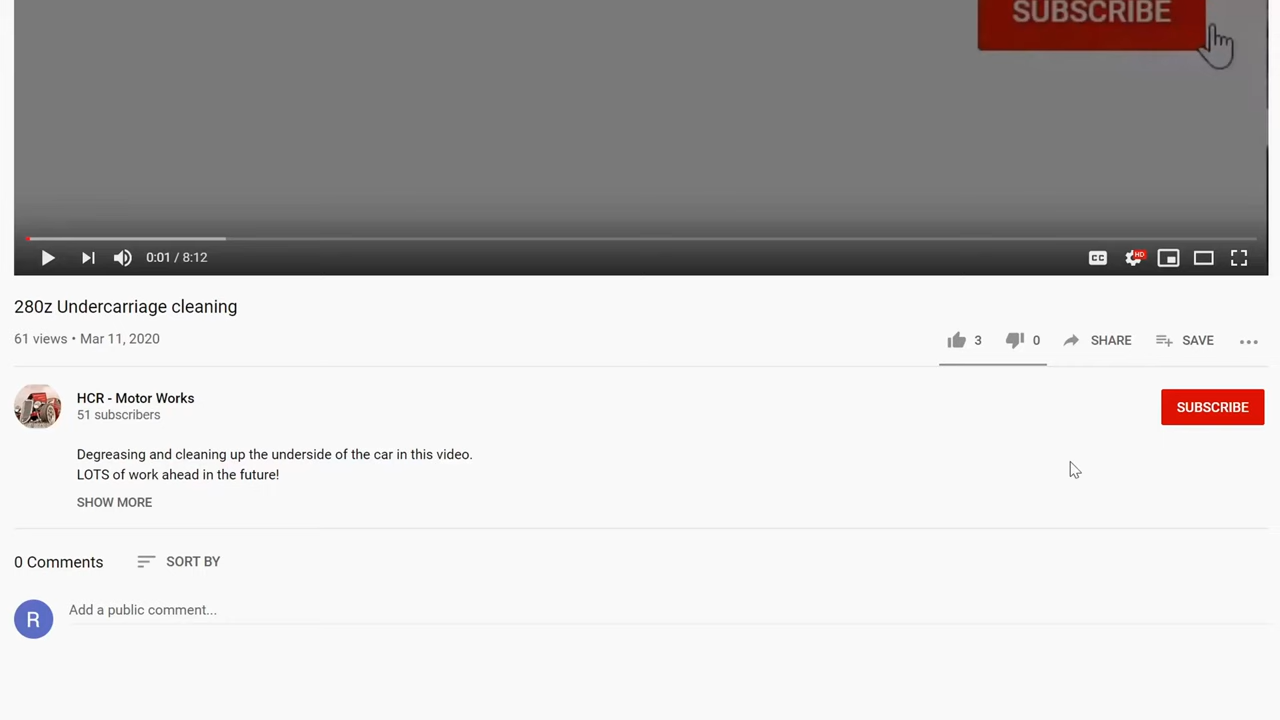 SUBSCRIBE
0:01 / 8:12
CC
HD
280z Undercarriage cleaning
61 views • Mar 11, 2020
3
0
SHARE
SAVE
HCR - Motor Works
51 subscribers
SUBSCRIBE
Degreasing and cleaning up the underside of the car in this video.
LOTS of work ahead in the future!
SHOW MORE
0 Comments
SORT BY
R
Add a public comment...